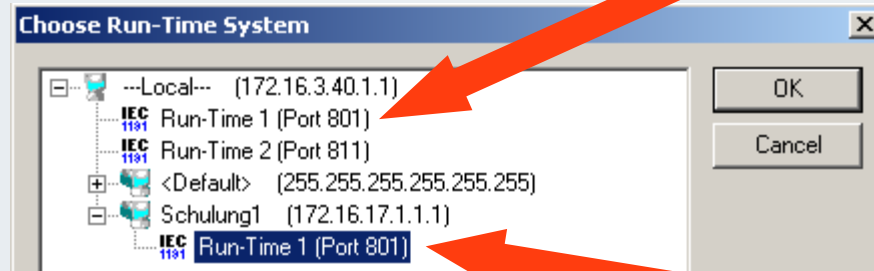 Choose Run-Time System
---Local---   (172.16.3.40.1.1)
OK
IEC
1131
Run-Time 1 (Port 801)
IEC
1131
Run-Time 2 (Port 811)
Cancel
<Default>   (255.255.255.255.255.255)
Schulung1   (172.16.17.1.1.1)
IEC
1131
Run-Time 1 (Port 801)